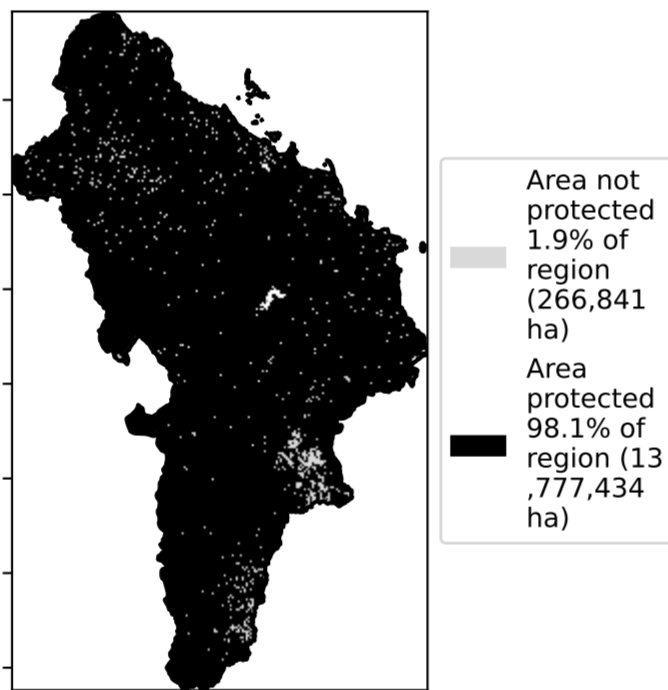 Area not
protected
1.9% of
region
(266,841
ha)
Area
protected
98.1% of
region (13
,777,434
ha)